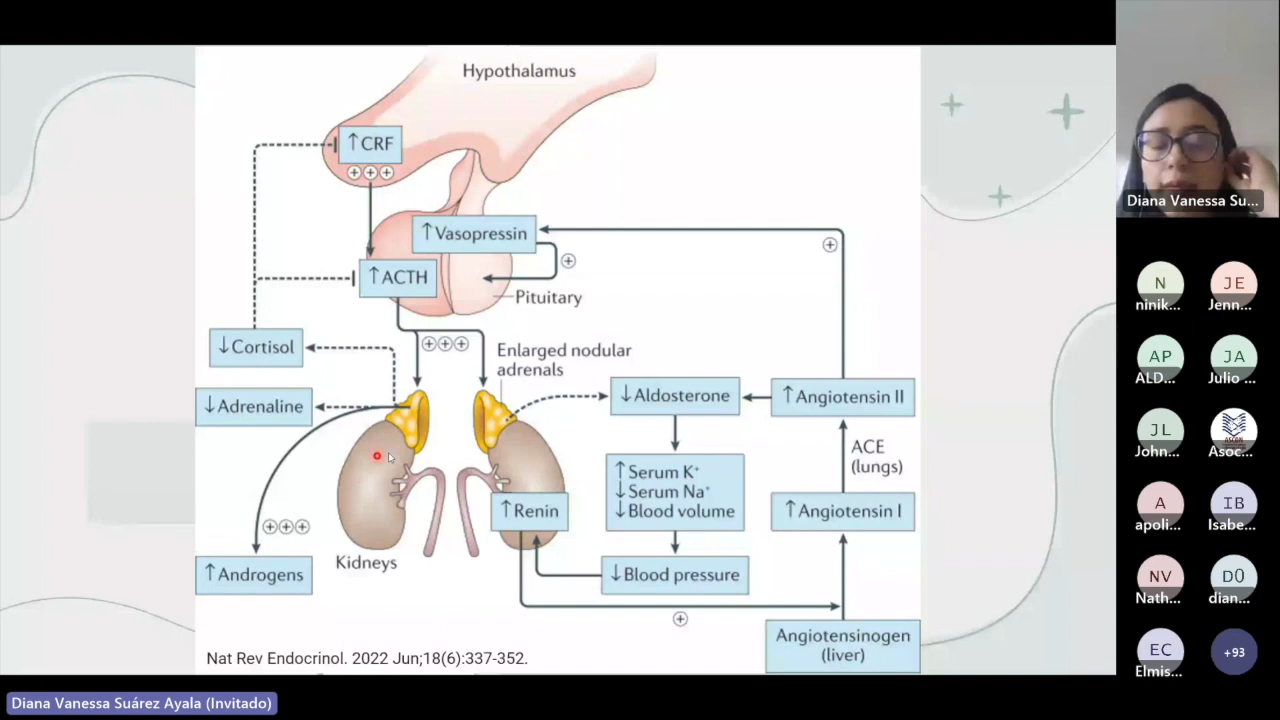 Hypothalamus
↑CRF
↑Vasopressin
↑ACTH
Pituitary
↓Cortisol
Enlarged nodular
adrenals
↓Adrenaline
↓Aldosterone
↑Angiotensin II
ACE
(lungs)
↑Serum K⁺
↓Serum Na⁺
↓Blood volume
↑Renin
↑Angiotensin I
Kidneys
↑Androgens
↓Blood pressure
Angiotensinogen
(liver)
Nat Rev Endocrinol. 2022 Jun;18(6):337-352.
Diana Vanessa Suárez Ayala (Invitado)
Diana Vanessa Su...
N
ninik...
JE
Jenn...
AP
ALD...
JA
Julio ...
JL
John...
Asoc...
A
apoli...
IB
Isabe...
NV
Nath...
D0
dian...
EC
Elmis...
+93